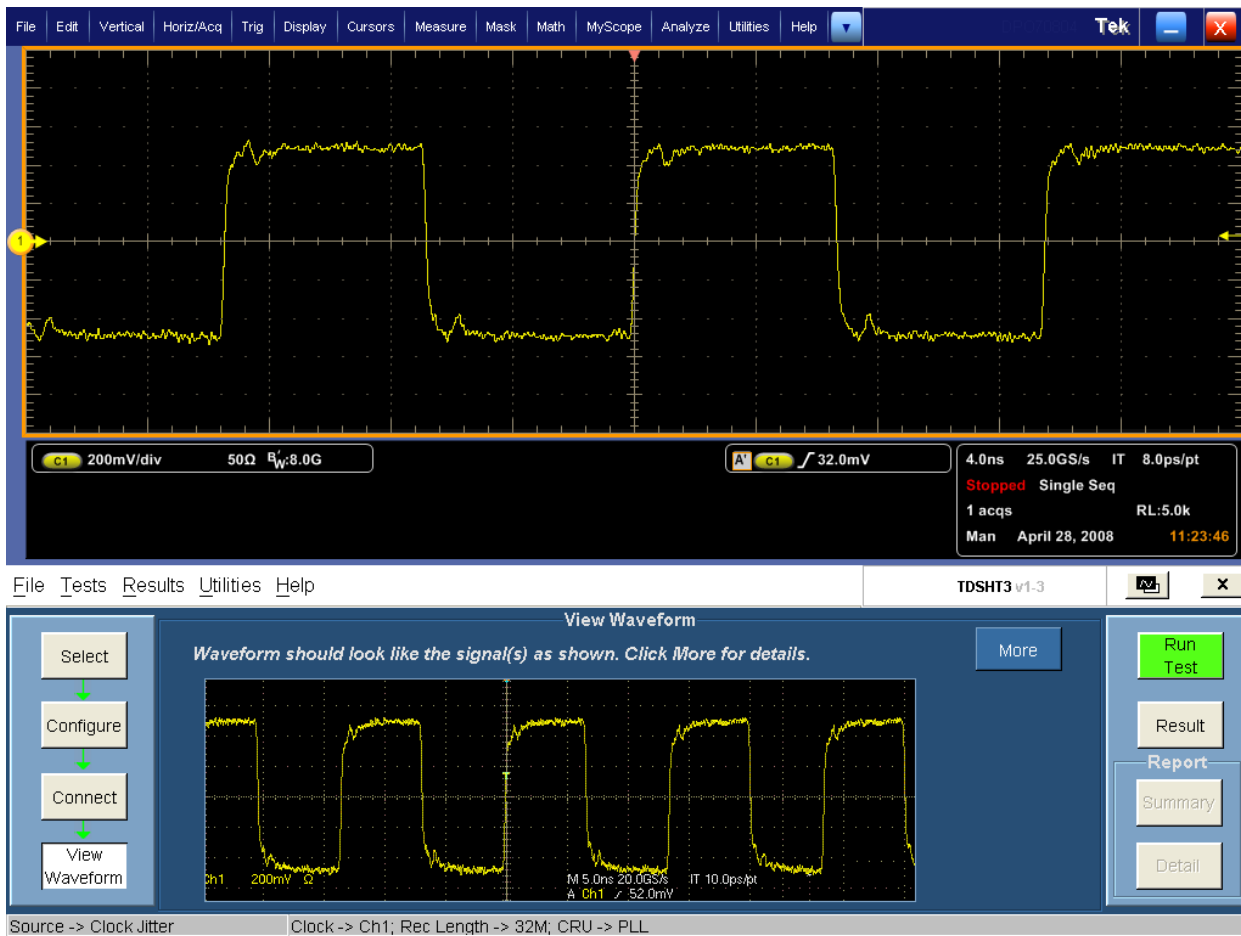 File Edit Vertical Horiz/Acq Trig Display Cursors Measure Mask Math MyScope Analyze Utilities Help Tek X
1
C1 200mV/div 50Ω BW:8.0G
A' C1 32.0mV
4.0ns 25.0GS/s IT 8.0ps/pt
Stopped Single Seq
1 acqs RL:5.0k
Man April 28, 2008 11:23:46
File Tests Results Utilities Help TDSHT3 v1-3 x
View Waveform
Waveform should look like the signal(s) as shown. Click More for details.
More
Select
Configure
Connect
View
Waveform
Ch1 200mV Ω M 5.0ns 20.0GS/s IT 10.0ps/pt
A Ch1 52.0mV
Run
Test
Result
Report
Summary
Detail
Source -> Clock Jitter Clock -> Ch1; Rec Length -> 32M; CRU -> PLL